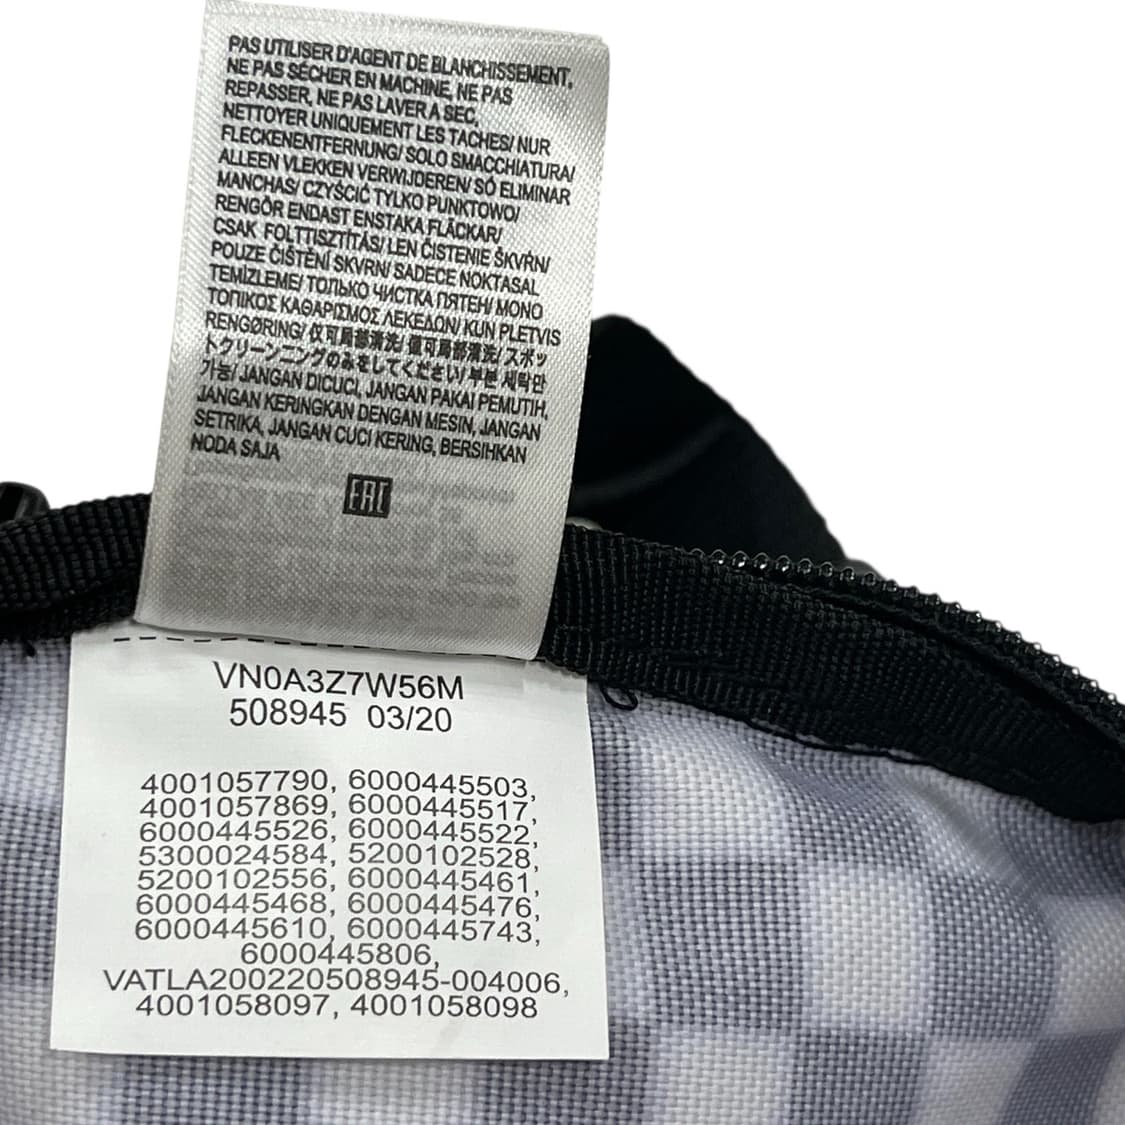 PAS UTILISER D'AGENT DE BLANCHISSEMENT,
NE PAS SÉCHER EN MACHINE, NE PAS
REPASSER, NE PAS LAVER A SEC,
NETTOYER UNIQUEMENT LES TACHES/ NUR
FLECKENENTFERNUNG/ SOLO SMACCHIATURA/
ALLEEN VLEKKEN VERWIJDEREN/ SÓ ELIMINAR
MANCHAS/ CZYŚCIĆ TYLKO PUNKTOWO/
RENGÖR ENDAST ENSTAKA FLÄCKAR/
CSAK FOLTTISZTÍTÁS/ LEN ČISTENIE ŠKVŔN/
POUZE ČIŠTĚNÍ SKVRN/ SADECE NOKTASAL
TEMİZLEME/ ТОЛЬКО ЧИСТКА ПЯТЕН/ ΜΟΝΟ
ΤΟΠΙΚΟΣ ΚΑΘΑΡΙΣΜΟΣ ΛΕΚΕΔΩΝ/ KUN PLETVIS
RENGØRING/ 仅可局部清洗/ 僅可局部清洗/ スポッ
トクリーンニングのみをしてください/ 부분 세탁만
가능/ JANGAN DICUCI, JANGAN PAKAI PEMUTIH,
JANGAN KERINGKAN DENGAN MESIN, JANGAN
SETRIKA, JANGAN CUCI KERING, BERSIHKAN
NODA SAJA
EAC
VN0A3Z7W56M
508945 03/20
4001057790, 6000445503,
4001057869, 6000445517,
6000445526, 6000445522,
5300024584, 5200102528,
5200102556, 6000445461,
6000445468, 6000445476,
6000445610, 6000445743,
6000445806,
VATLA200220508945-004006,
4001058097, 4001058098